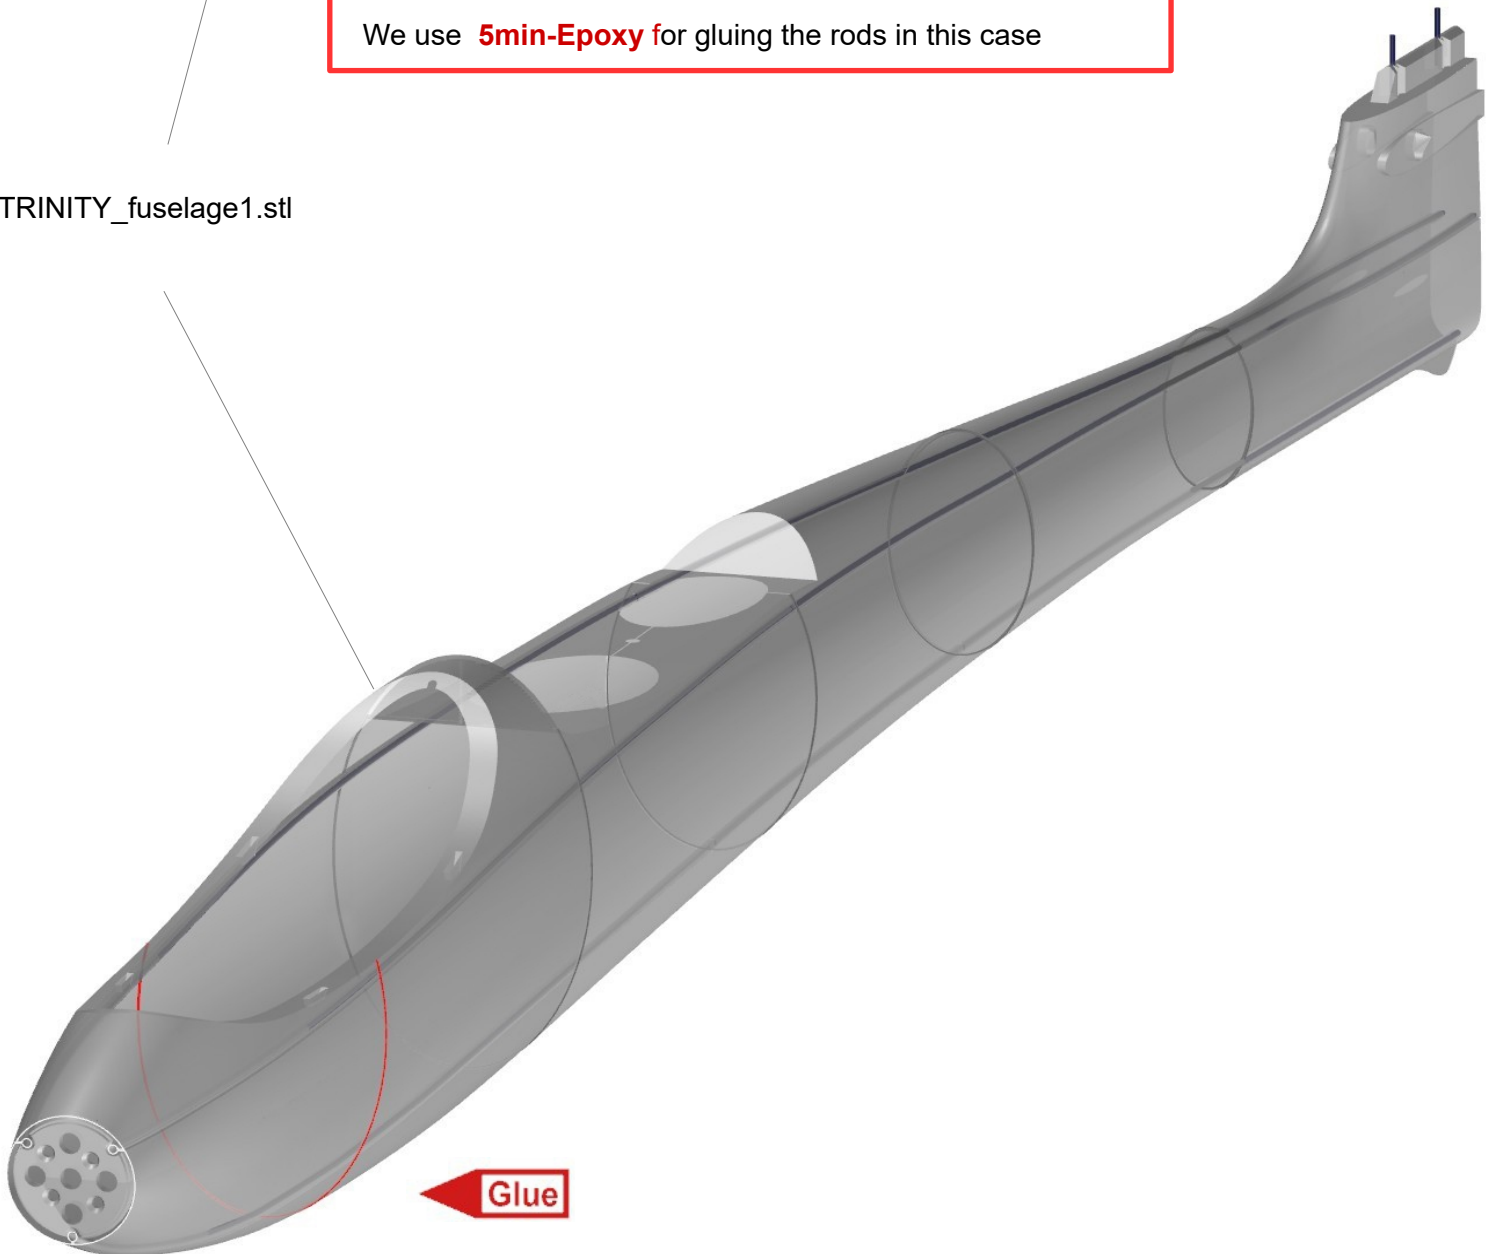 We use 5min-Epoxy for gluing the rods in this case
TRINITY_fuselage1.stl
Glue